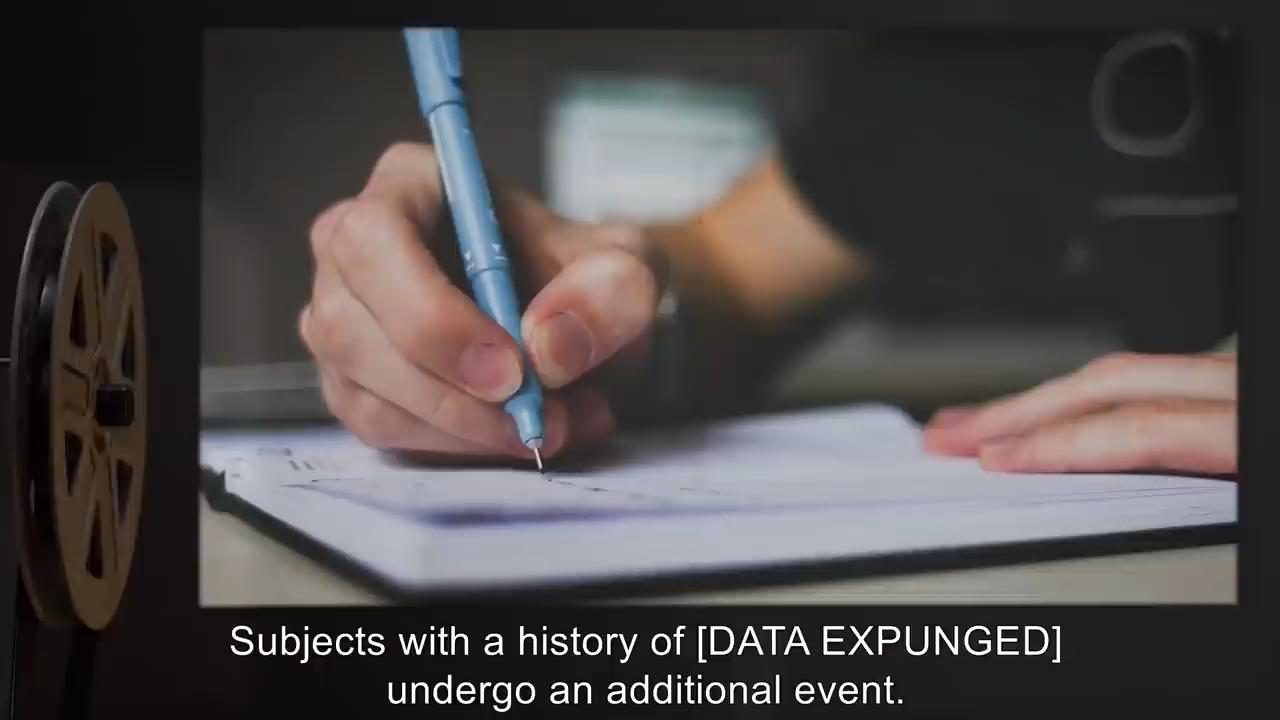 Subjects with a history of [DATA EXPUNGED]
undergo an additional event.